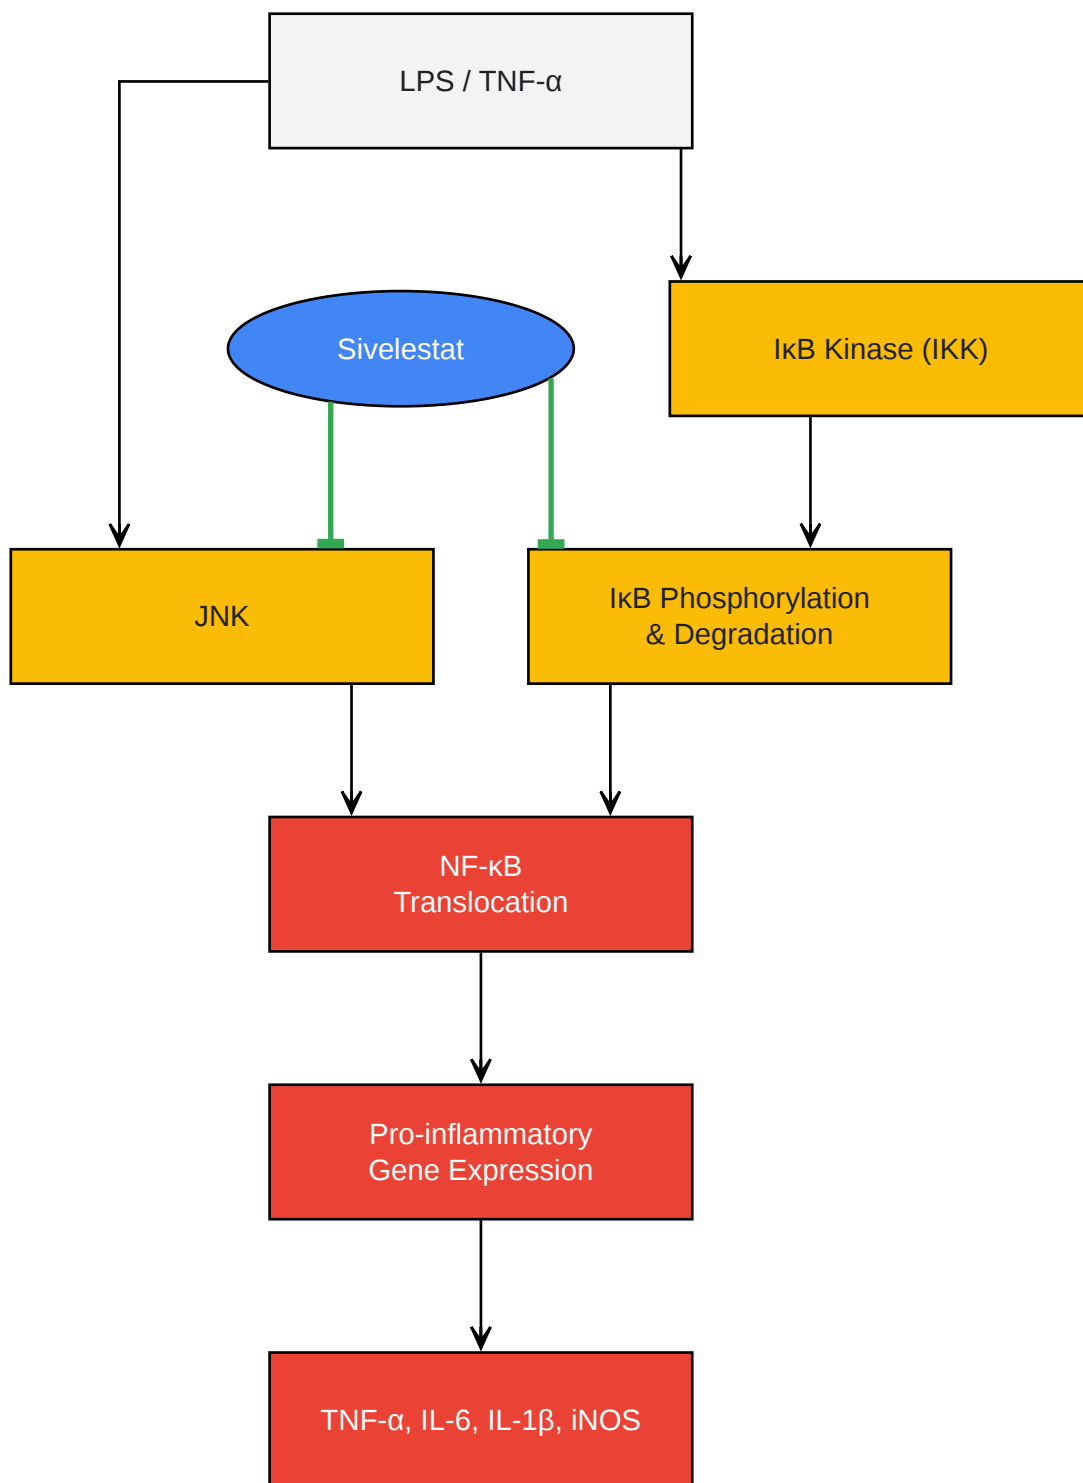 LPS / TNF-α
Sivelestat
IκB Kinase (IKK)
JNK
IκB Phosphorylation
& Degradation
NF-κB
Translocation
Pro-inflammatory
Gene Expression
TNF-α, IL-6, IL-1β, iNOS